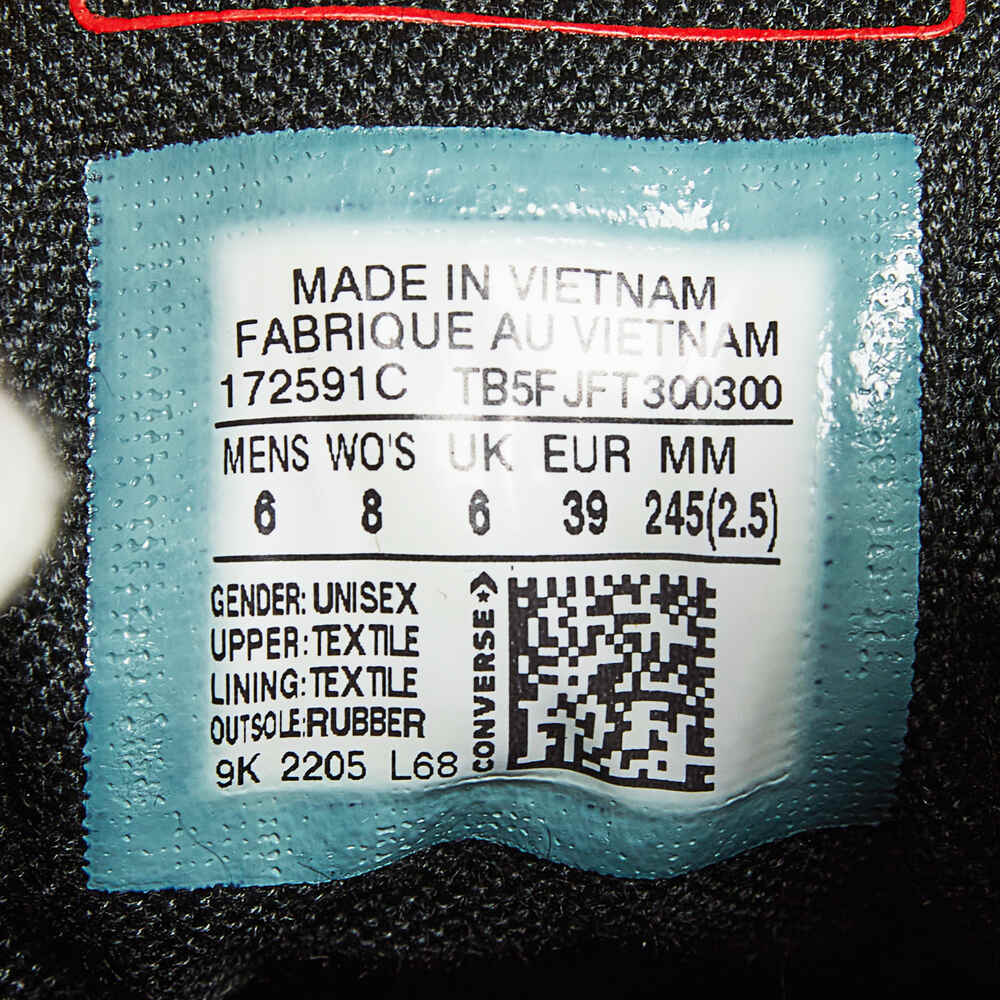 MADE IN VIETNAM
FABRIQUE AU VIETNAM
172591C TB5FJFT300300
MENS WO'S UK EUR MM
6 8 6 39 245(2.5)
GENDER: UNISEX
UPPER: TEXTILE
LINING: TEXTILE
OUTSOLE: RUBBER
9K 2205 L68
CONVERSE